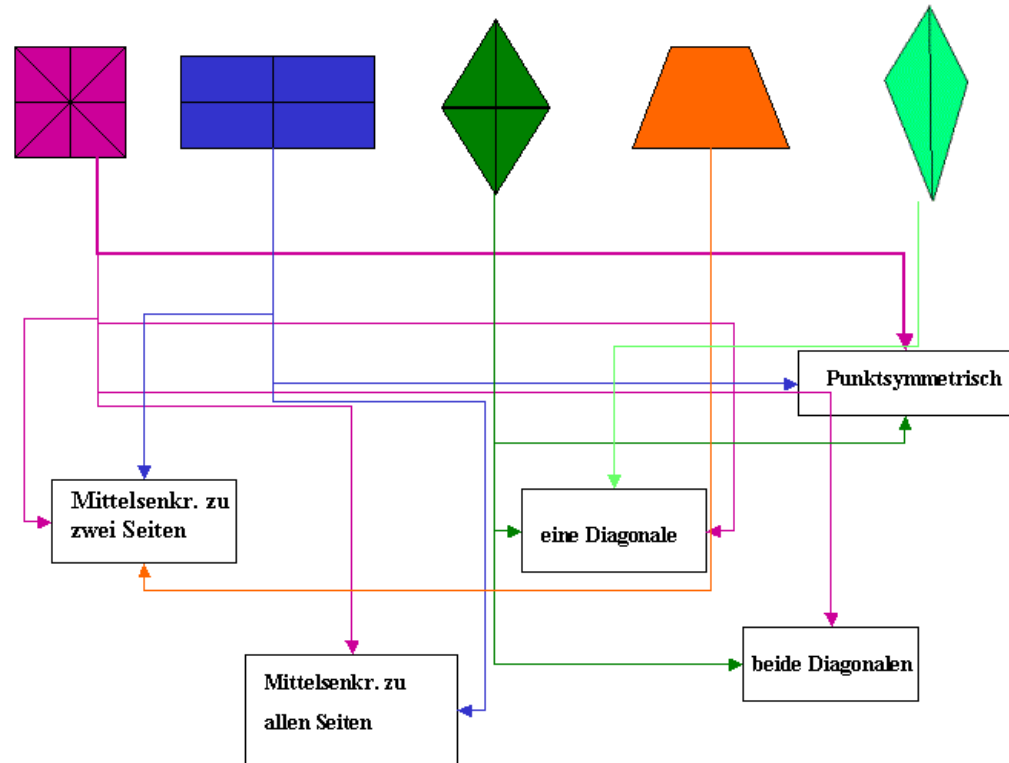 Punktsymmetrisch
Mittelsenkr. zu
zwei Seiten
eine Diagonale
beide Diagonalen
Mittelsenkr. zu
allen Seiten